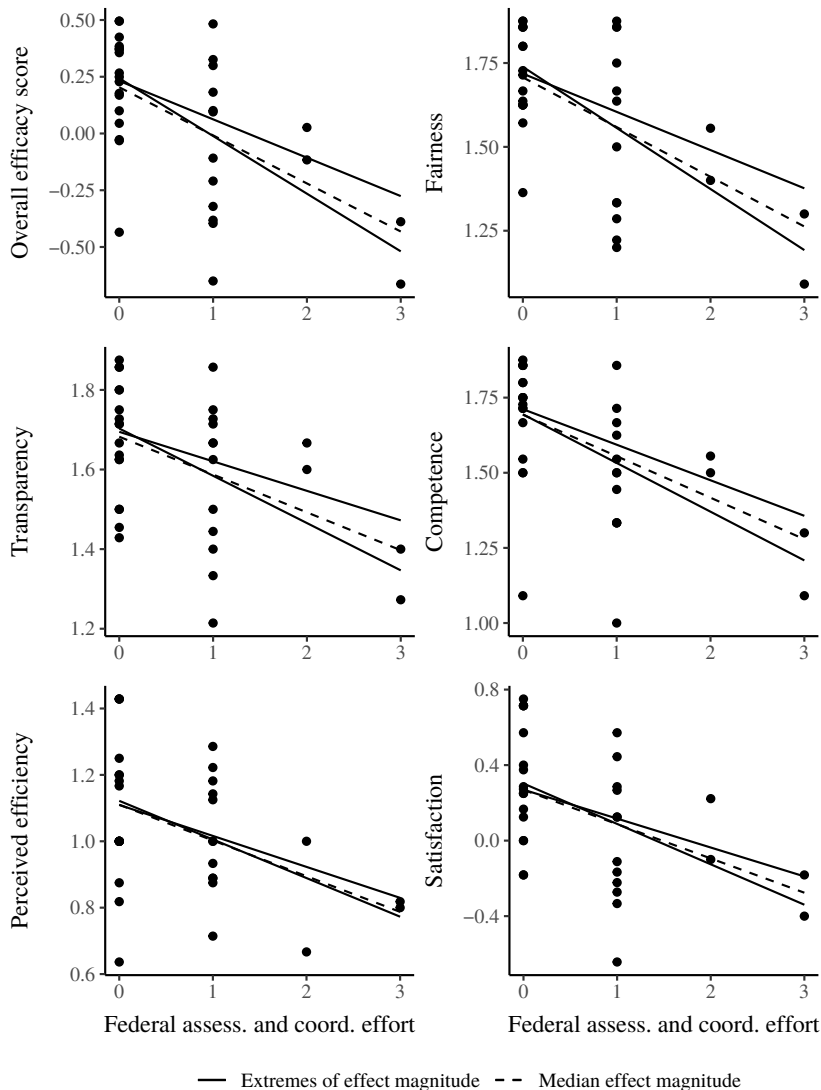 Overall efficacy score
0.50
0.25
0.00
−0.25
−0.50
0 1 2 3
Fairness
1.75
1.50
1.25
0 1 2 3
Transparency
1.8
1.6
1.4
1.2
0 1 2 3
Competence
1.75
1.50
1.25
1.00
0 1 2 3
Perceived efficiency
1.4
1.2
1.0
0.8
0.6
0 1 2 3
Federal assess. and coord. effort
Satisfaction
0.8
0.4
0.0
−0.4
0 1 2 3
Federal assess. and coord. effort
Extremes of effect magnitude Median effect magnitude